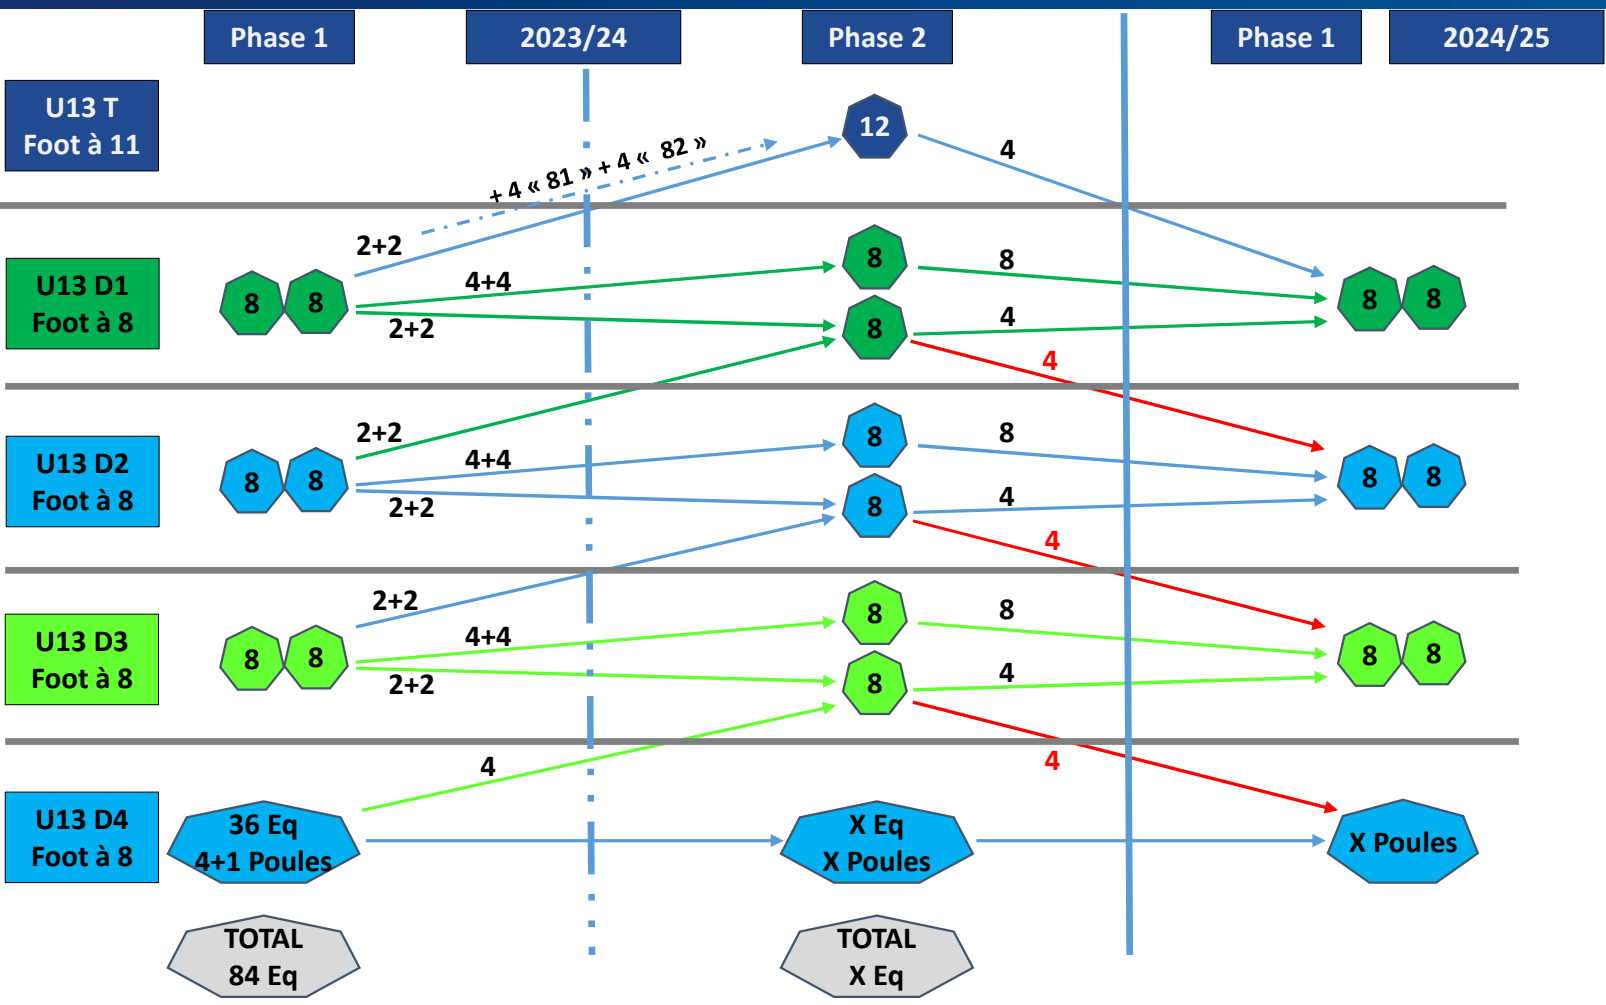 Phase 1
2023/24
Phase 2
Phase 1
2024/25
U13 T
Foot à 11
12
+ 4 « 81 » + 4 « 82 »
4
2+2
U13 D1
Foot à 8
8
8
4+4
2+2
8
8
8
4
4
8
8
U13 D2
Foot à 8
8
8
2+2
4+4
2+2
8
8
8
4
4
8
8
U13 D3
Foot à 8
8
8
2+2
4+4
2+2
8
8
8
4
4
8
8
U13 D4
Foot à 8
36 Eq
4+1 Poules
4
X Eq
X Poules
X Poules
TOTAL
84 Eq
TOTAL
X Eq